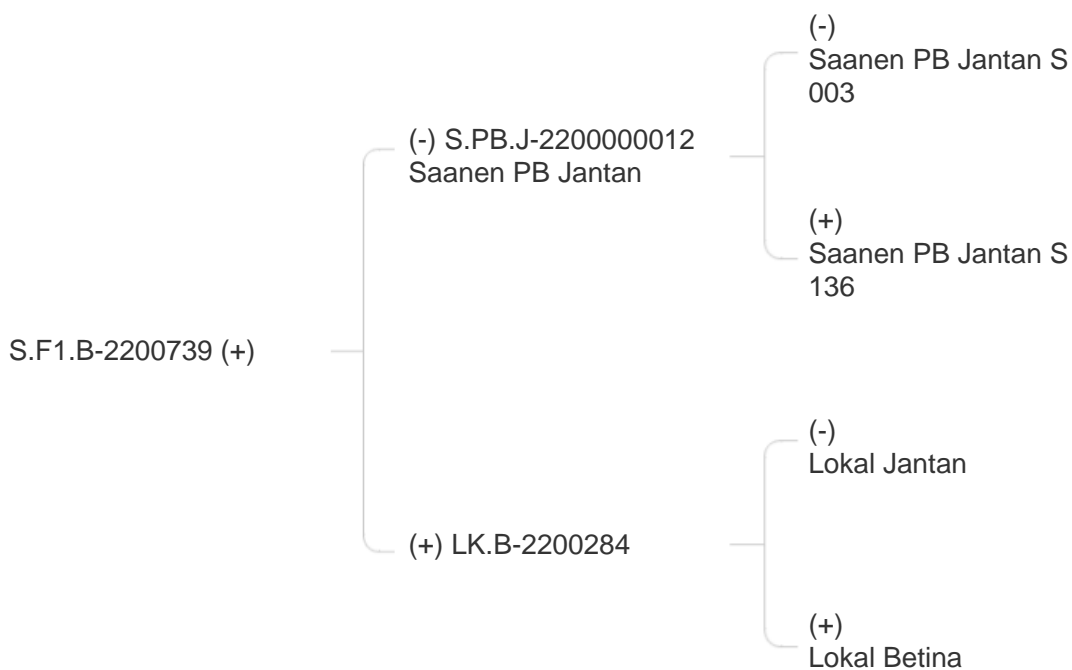 (-)
Saanen PB Jantan S
003
(-) S.PB.J-2200000012
Saanen PB Jantan
(+)
Saanen PB Jantan S
136
S.F1.B-2200739 (+)
(-)
Lokal Jantan
(+) LK.B-2200284
(+)
Lokal Betina